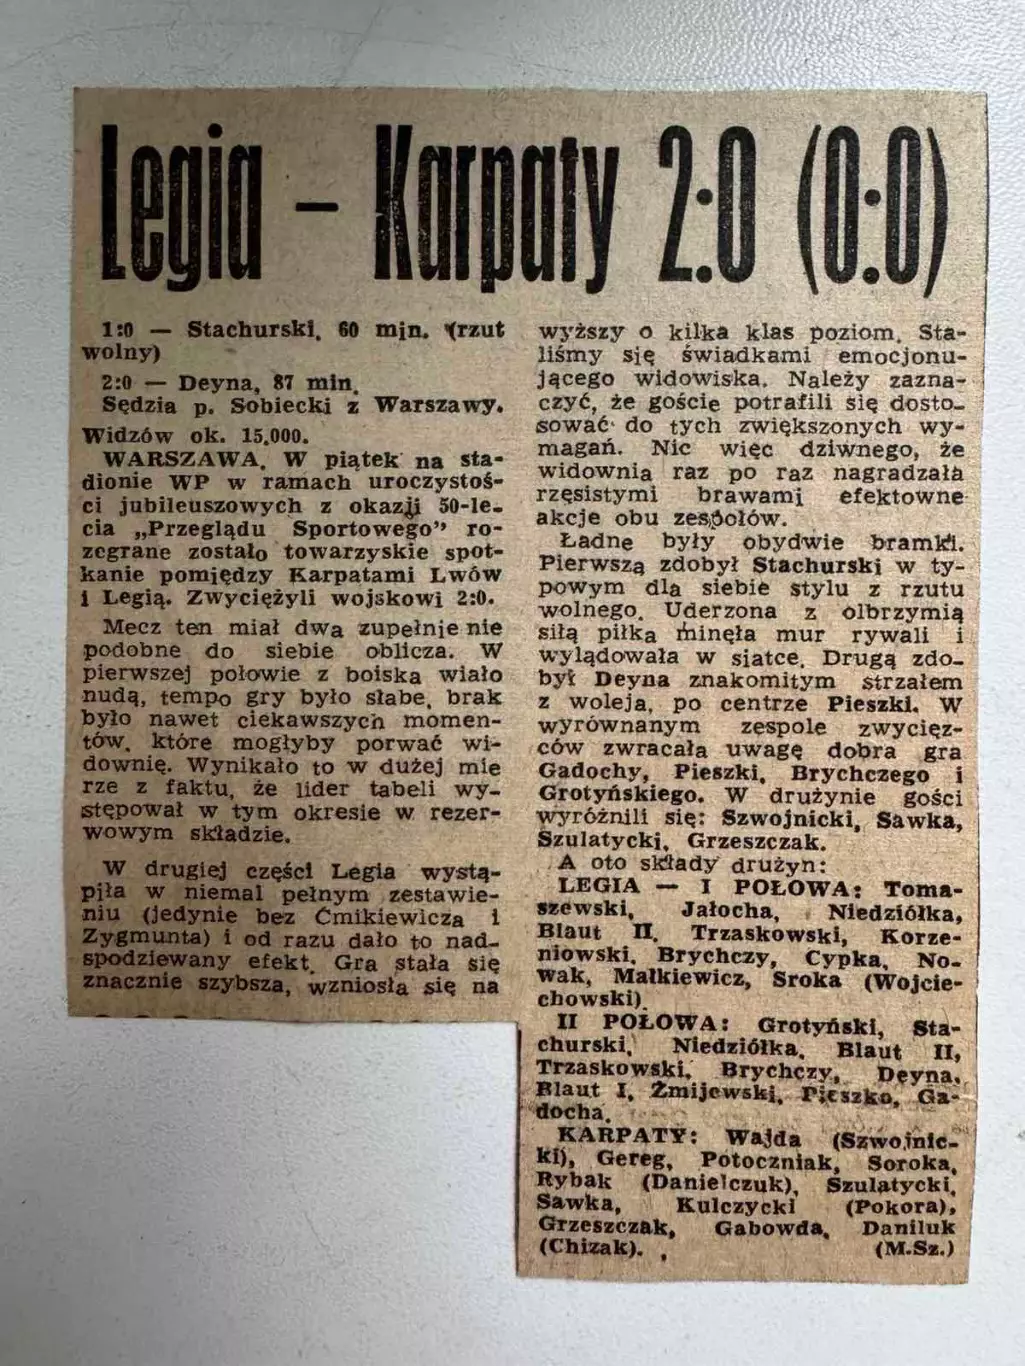 Legia – Karpaty 2:0 (0:0)
1:0 — Stachurski, 60 min. (rzut
wolny)
2:0 — Deyna, 87 min.
Sędzia p. Sobiecki z Warszawy.
Widzów ok. 15.000.
WARSZAWA. W piątek na sta-
dionie WP w ramach uroczystoś-
ci jubileuszowych z okazji 50-le-
cia „Przeglądu Sportowego” ro-
zegrane zostało towarzyskie spot-
kanie pomiędzy Karpatami Lwów
i Legią. Zwyciężyli wojskowi 2:0.
Mecz ten miał dwa zupełnie nie
podobne do siebie oblicza. W
pierwszej połowie z boiska wiało
nudą, tempo gry było słabe, brak
było nawet ciekawszych momen-
tów, które mogłyby porwać wi-
downię. Wynikało to w dużej mie
rze z faktu, że lider tabeli wy-
stępował w tym okresie w rezer-
wowym składzie.
W drugiej części Legia wystą-
piła w niemal pełnym zestawie-
niu (jedynie bez Ćmikiewicza i
Zygmunta) i od razu dało to nad-
spodziewany efekt. Gra stała się
znacznie szybsza, wzniosła się na
wyższy o kilka klas poziom. Sta-
liśmy się świadkami emocjonu-
jącego widowiska. Należy zazna-
czyć, że goście potrafili się dosto-
sować do tych zwiększonych wy-
magań. Nic więc dziwnego, że
widownią raz po raz nagradzała
rzęsistymi brawami efektowne
akcje obu zespołów.
Ładne były obydwie bramki.
Pierwszą zdobył Stachurski w ty-
powym dla siebie stylu z rzutu
wolnego. Uderzona z olbrzymią
siłą piłka minęła mur rywali i
wylądowała w siatce. Drugą zdo-
był Deyna znakomitym strzałem
z woleja, po centrze Pieszki. W
wyrównanym zespole zwycięz-
ców zwracała uwagę dobra gra
Gadochy, Pieszki, Brychczego i
Grotyńskiego. W drużynie gości
wyróżnili się: Szwojnicki, Sawka,
Szulatycki, Grzeszczak.
A oto składy drużyn:
LEGIA — I POŁOWA: Toma-
szewski, Jałocha, Niedziółka,
Blaut II, Trzaskowski, Korze-
niowski, Brychczy, Cypka, No-
wak, Małkiewicz, Sroka (Wojcie-
chowski).
II POŁOWA: Grotyński, Sta-
churski, Niedziółka, Blaut II,
Trzaskowski, Brychczy, Deyna,
Blaut I, Żmijewski, Pieszko, Ga-
docha.
KARPATY: Wajda (Szwojnic-
ki), Gereg, Potoczniak, Soroka,
Rybak (Danielczuk), Szulatycki,
Sawka, Kulczycki (Pokora),
Grzeszczak, Gabowda, Daniluk
(Chizak). (M.Sz.)